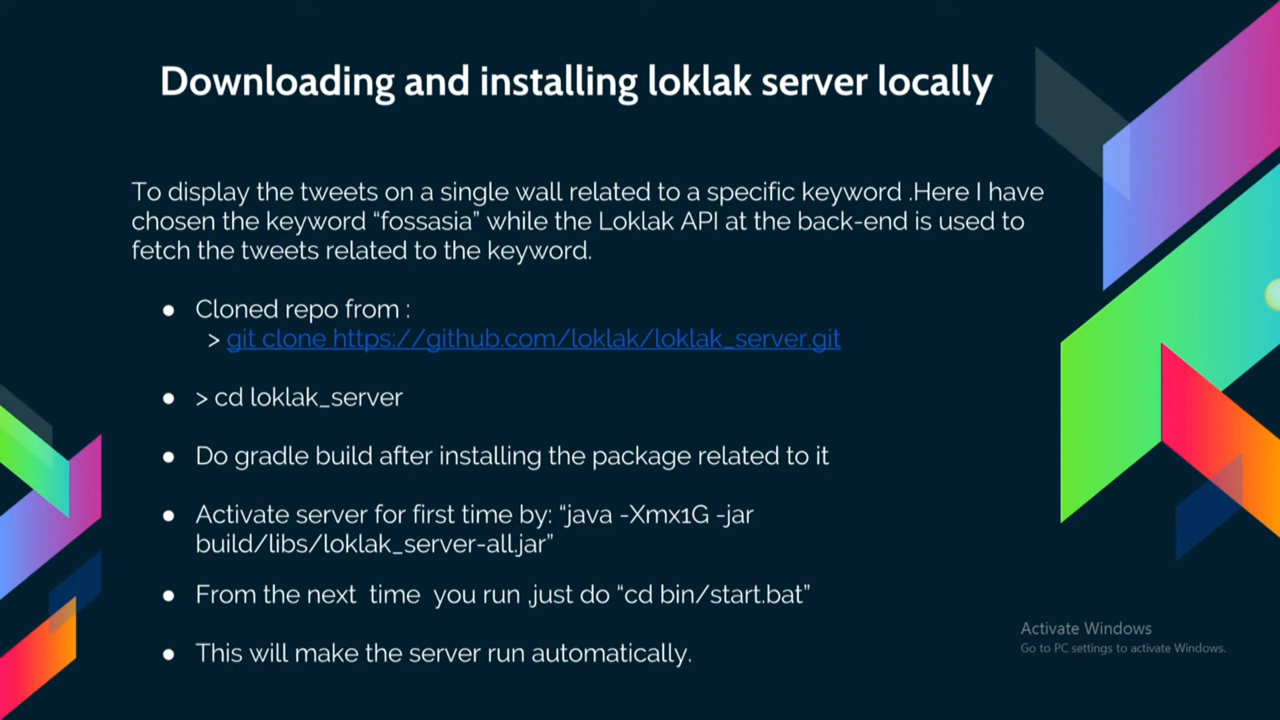 Downloading and installing loklak server locally
To display the tweets on a single wall related to a specific keyword .Here I have
chosen the keyword “fossasia” while the Loklak API at the back-end is used to
fetch the tweets related to the keyword.
● Cloned repo from :
> git clone https://github.com/loklak/loklak_server.git
● > cd loklak_server
● Do gradle build after installing the package related to it
● Activate server for first time by: “java -Xmx1G -jar
build/libs/loklak_server-all.jar”
● From the next time you run ,just do “cd bin/start.bat”
● This will make the server run automatically.
Activate Windows
Go to PC settings to activate Windows.